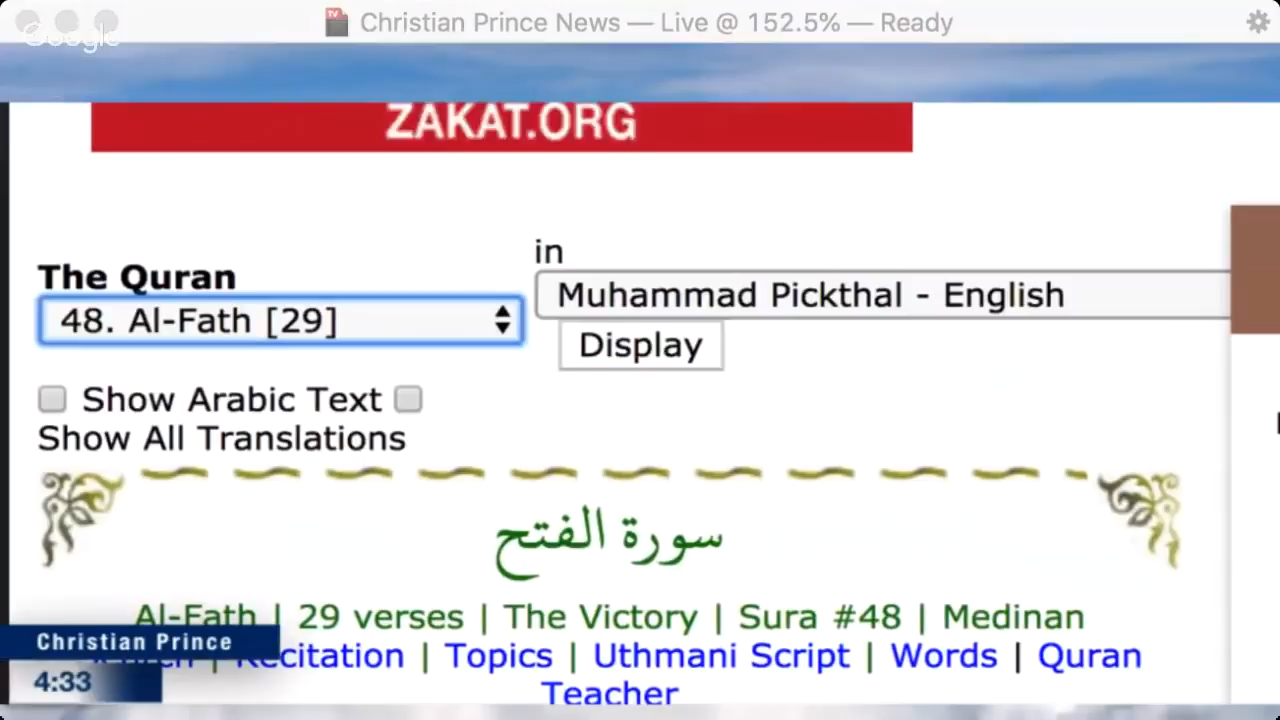 Christian Prince News — Live @ 152.5% — Ready
Google
ZAKAT.ORG
in
The Quran
Muhammad Pickthal - English
48. Al-Fath [29]
Display
Show Arabic Text
Show All Translations
سورة الفتح
Al-Fath | 29 verses | The Victory | Sura #48 | Medinan
Christian Prince
| Recitation | Topics | Uthmani Script | Words | Quran
4:33
Teacher